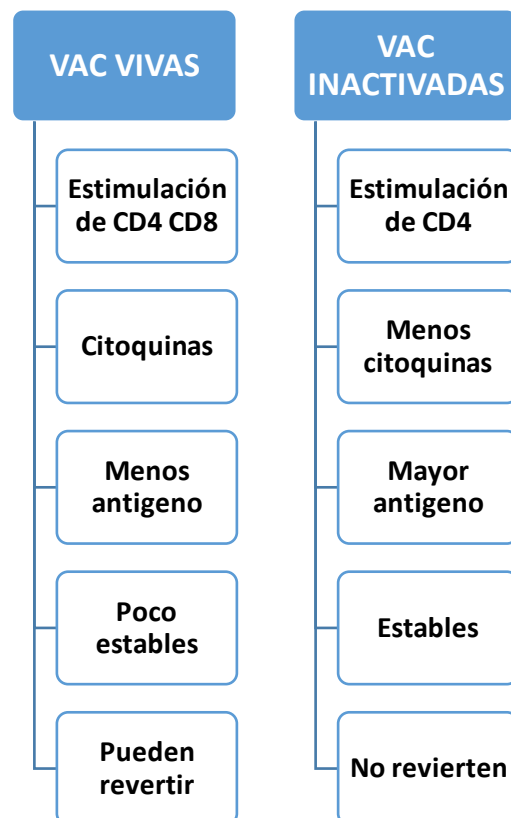 VAC VIVAS
Estimulación
de CD4 CD8
Citoquinas
Menos
antigeno
Poco
estables
Pueden
revertir
VAC
INACTIVADAS
Estimulación
de CD4
Menos
citoquinas
Mayor
antigeno
Estables
No revierten